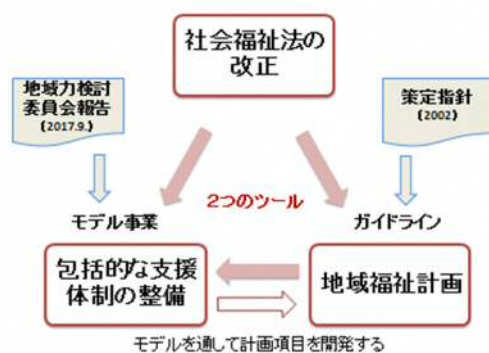 社会福祉法の
改正
地域力検討
委員会報告
(2017.9.)
策定指針
(2002)
2つのツール
モデル事業
ガイドライン
包括的な支援
体制の整備
地域福祉計画
モデルを通して計画項目を開発する